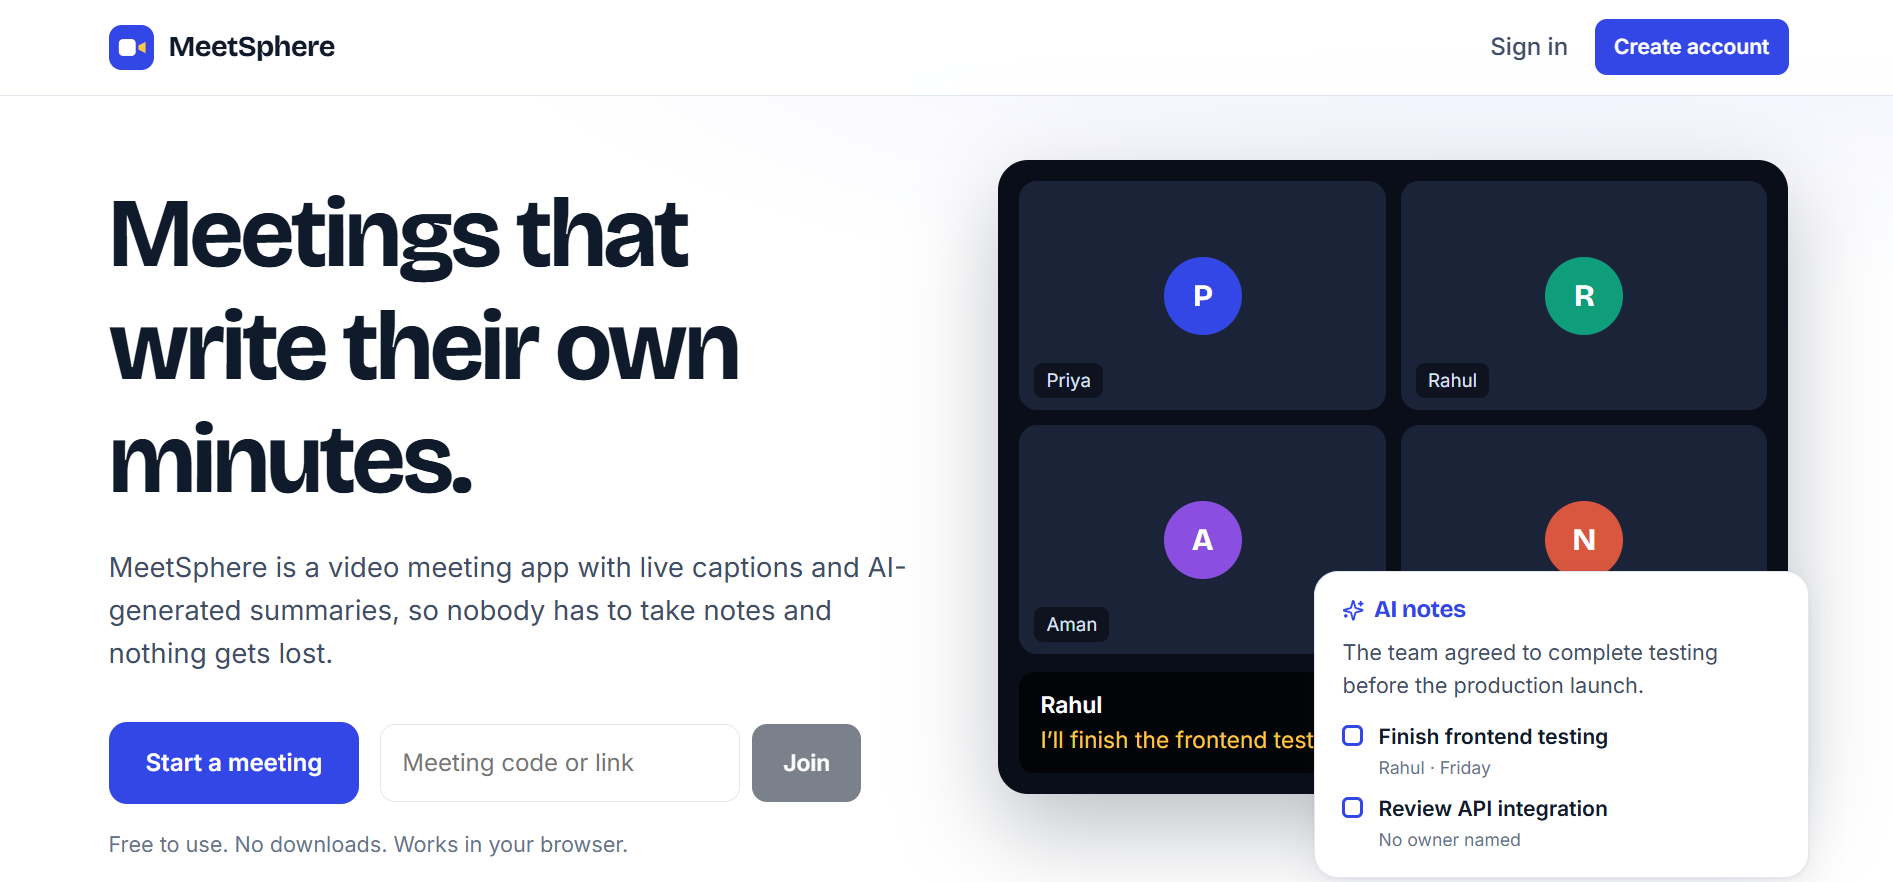 MeetSphere
Sign in
Create account
Meetings that
write their own
minutes.
MeetSphere is a video meeting app with live captions and AI-
generated summaries, so nobody has to take notes and
nothing gets lost.
Start a meeting
Meeting code or link
Join
Free to use. No downloads. Works in your browser.
P
Priya
R
Rahul
A
Aman
N
Rahul
I’ll finish the frontend test
AI notes
The team agreed to complete testing
before the production launch.
Finish frontend testing
Rahul · Friday
Review API integration
No owner named